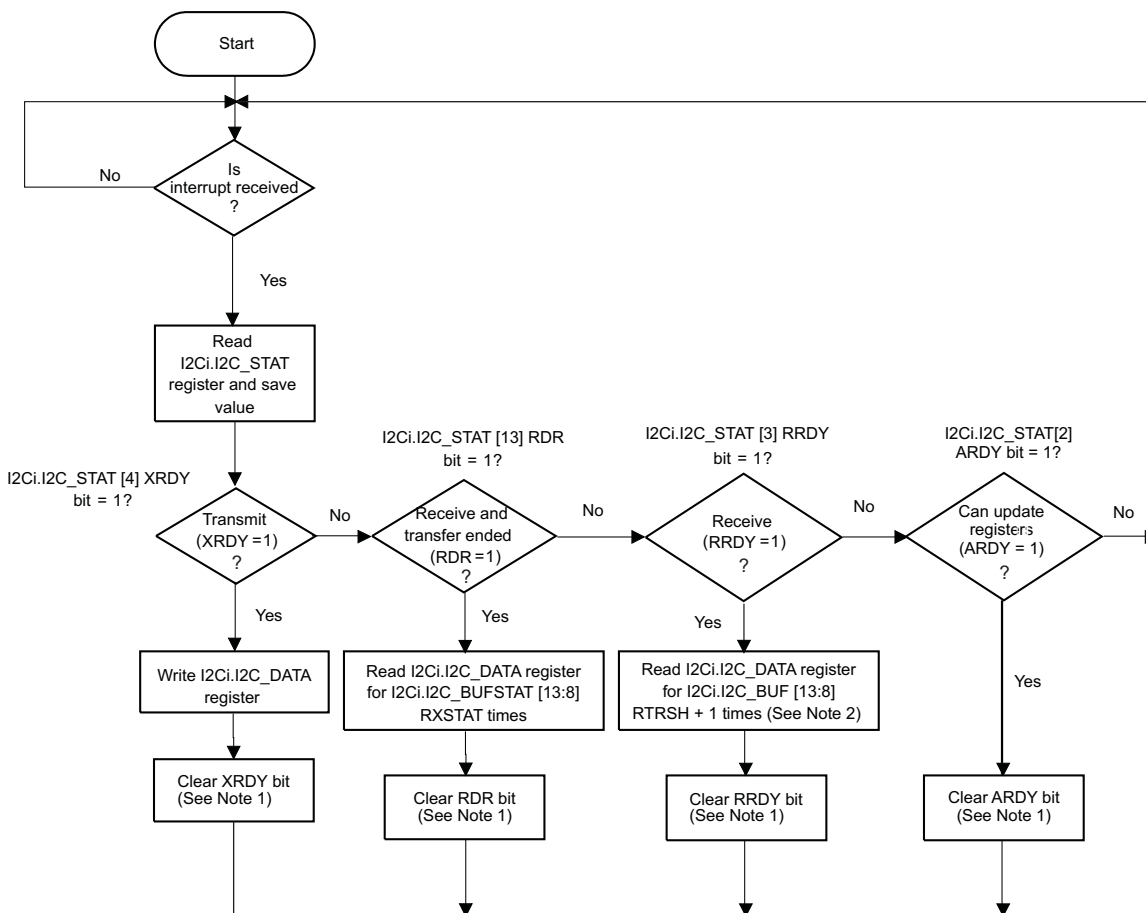 Start
Is
interrupt received
?
No
Yes
Read
I2Ci.I2C_STAT
register and save
value
I2Ci.I2C_STAT [4] XRDY
bit = 1?
Transmit
(XRDY =1)
?
No
Yes
Write I2Ci.I2C_DATA
register
Clear XRDY bit
(See Note 1)
I2Ci.I2C_STAT [13] RDR
bit = 1?
Receive and
transfer ended
(RDR =1)
?
No
Yes
Read I2Ci.I2C_DATA register
for I2Ci.I2C_BUFSTAT [13:8]
RXSTAT times
Clear RDR bit
(See Note 1)
I2Ci.I2C_STAT [3] RRDY
bit = 1?
Receive
(RRDY =1)
?
No
Yes
Read I2Ci.I2C_DATA register
for I2Ci.I2C_BUF [13:8]
RTRSH + 1 times (See Note 2)
Clear RRDY bit
(See Note 1)
I2Ci.I2C_STAT[2]
ARDY bit = 1?
Can update
registers
(ARDY = 1)
?
No
Yes
Clear ARDY bit
(See Note 1)